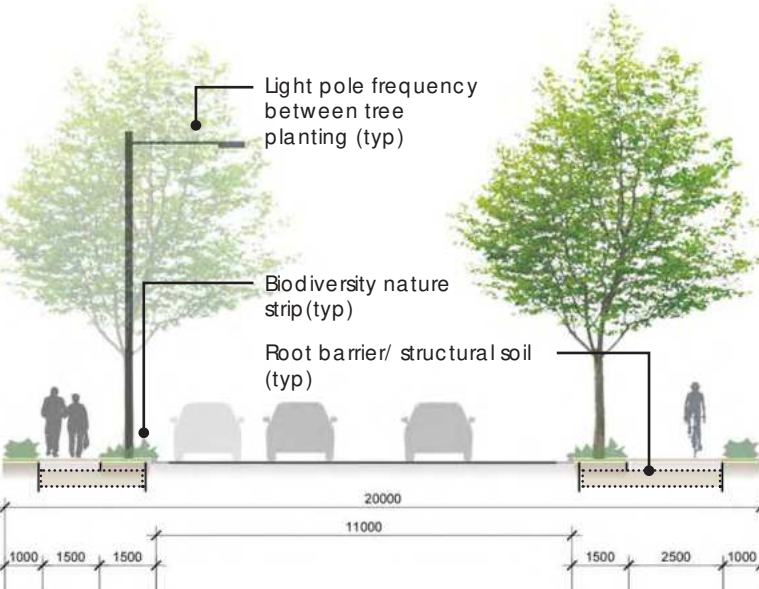 Light pole frequency
between tree
planting (typ)
Biodiversity nature
strip (typ)
Root barrier/ structural soil
(typ)
20000
11000
1000 1500 1500 1500 2500 1000